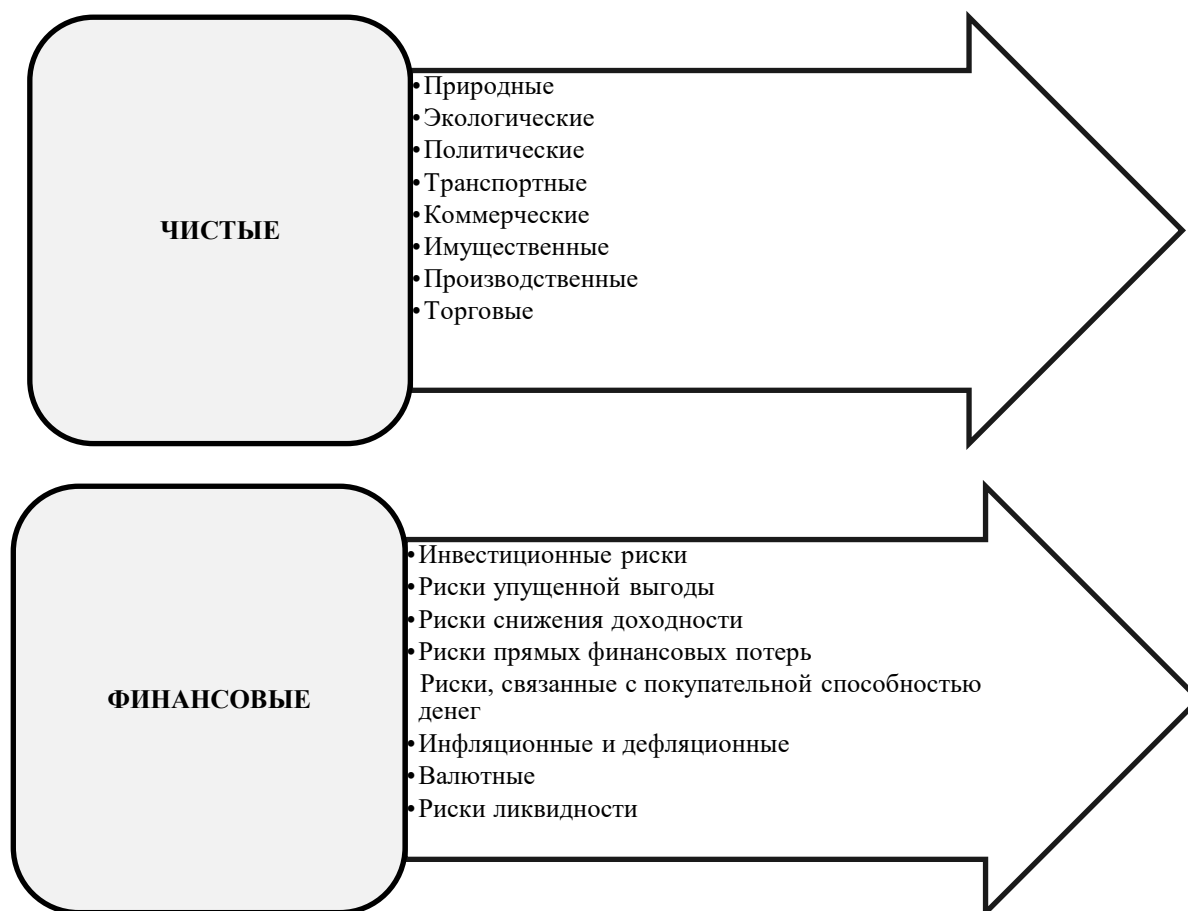 ЧИСТЫЕ
•Природные
•Экологические
•Политические
•Транспортные
•Коммерческие
•Имущественные
•Производственные
•Торговые
ФИНАНСОВЫЕ
•Инвестиционные риски
•Риски упущенной выгоды
•Риски снижения доходности
•Риски прямых финансовых потерь
Риски, связанные с покупательной способностью
денег
•Инфляционные и дефляционные
•Валютные
•Риски ликвидности